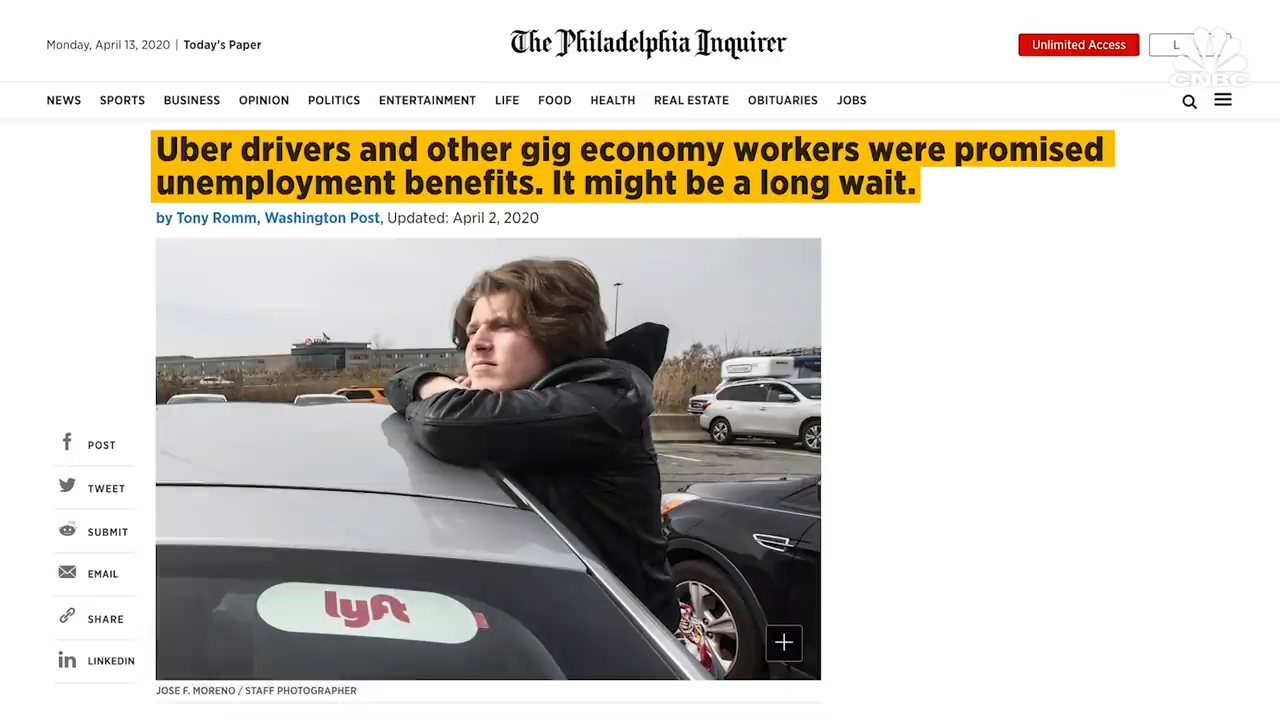 Monday, April 13, 2020 | Today's Paper
The Philadelphia Inquirer
Unlimited Access
L
CNBC
NEWS SPORTS BUSINESS OPINION POLITICS ENTERTAINMENT LIFE FOOD HEALTH REAL ESTATE OBITUARIES JOBS
Uber drivers and other gig economy workers were promised
unemployment benefits. It might be a long wait.
by Tony Romm, Washington Post, Updated: April 2, 2020
POST
TWEET
SUBMIT
EMAIL
SHARE
LINKEDIN
lyft
JOSE F. MORENO / STAFF PHOTOGRAPHER